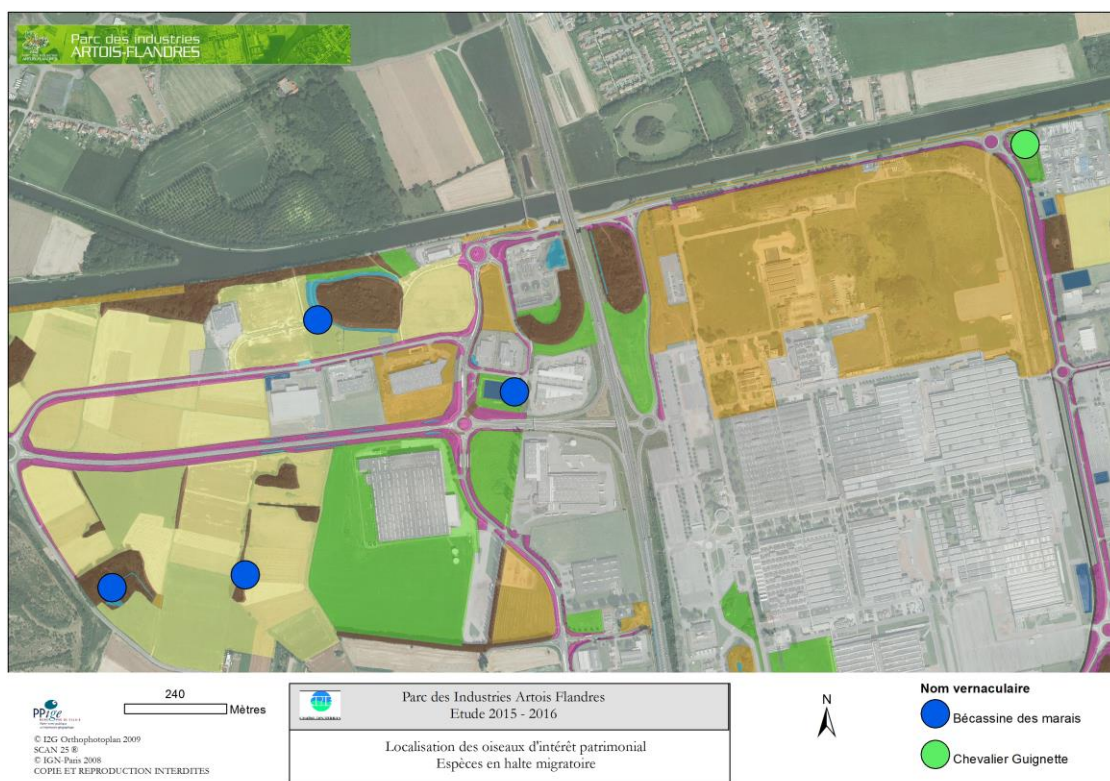 Parc des industries
ARTOIS-FLANDRES
240
Mètres
PPige
© I2G Orthophotoplan 2009
SCAN 25 ®
© IGN-Paris 2008
COPIE ET REPRODUCTION INTERDITES
Parc des Industries Artois Flandres
Etude 2015 - 2016
Localisation des oiseaux d'intérêt patrimonial
Espèces en halte migratoire
N
Nom vernaculaire
Bécassine des marais
Chevalier Guignette